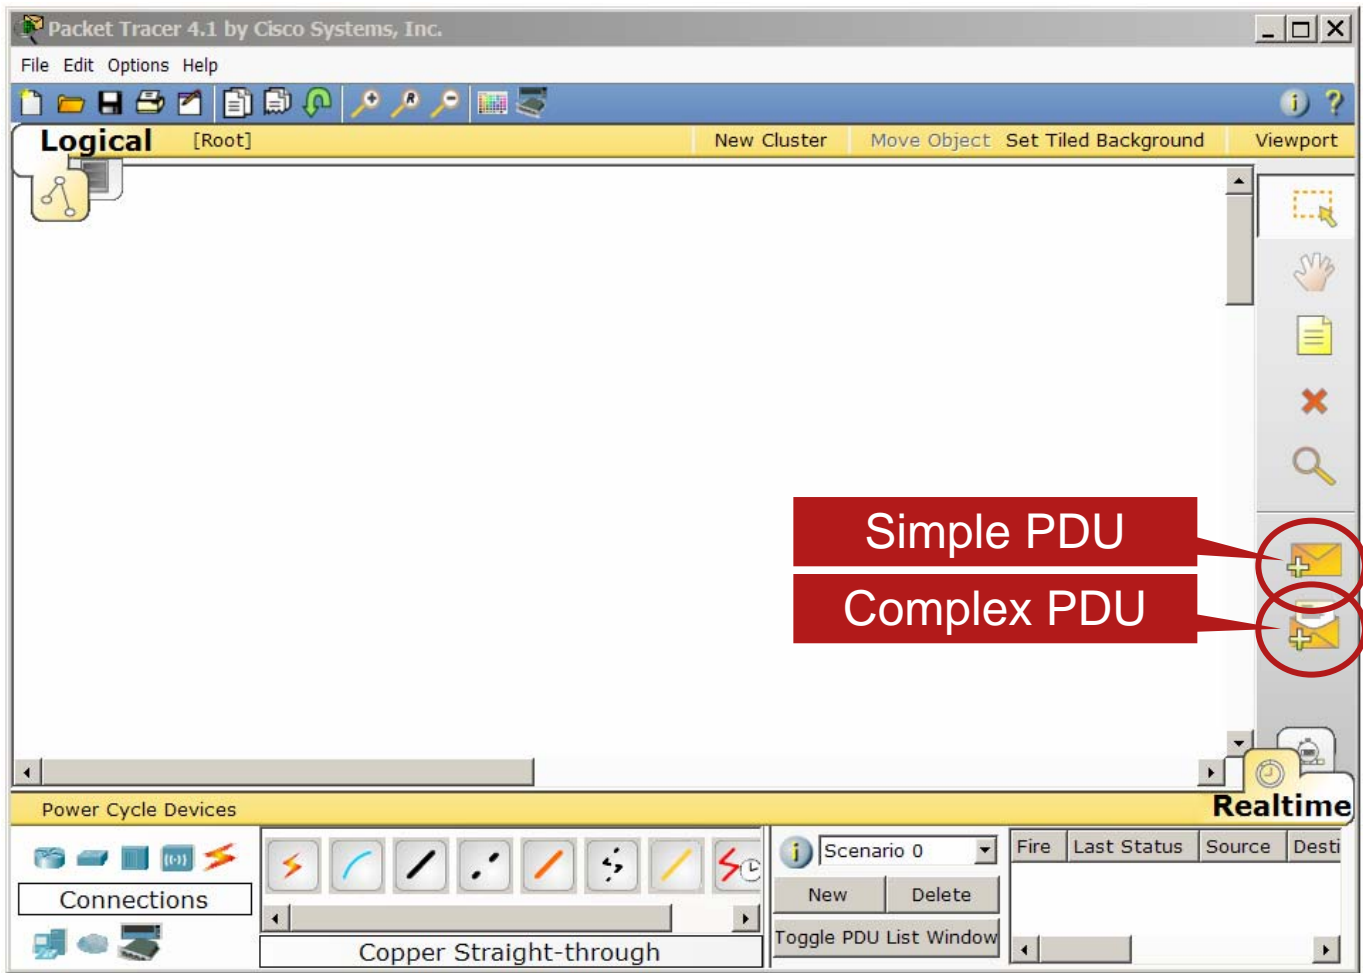 Packet Tracer 4.1 by Cisco Systems, Inc.
File Edit Options Help
Logical [Root] New Cluster Move Object Set Tiled Background Viewport
Simple PDU
Complex PDU
Power Cycle Devices Realtime
Scenario 0 Fire Last Status Source Desti
Connections New Delete
Toggle PDU List Window
Copper Straight-through